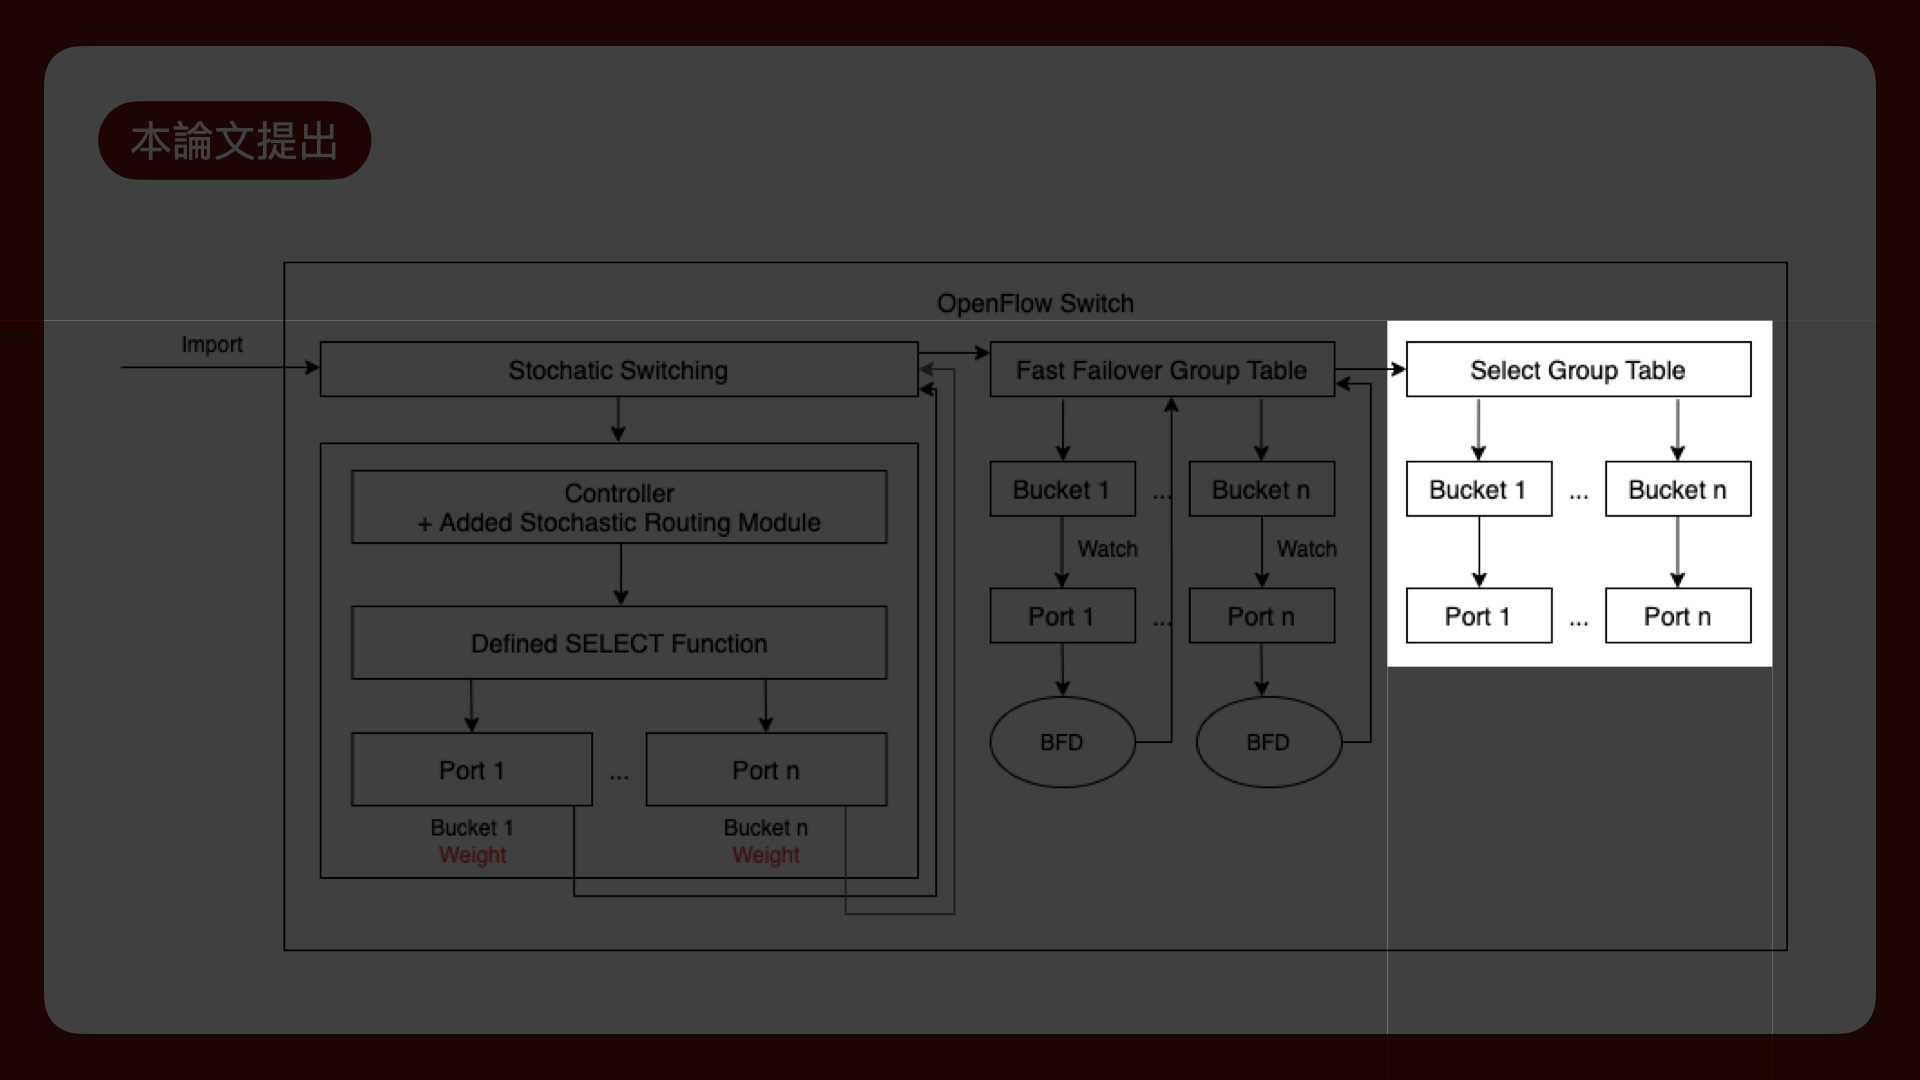 本論文提出
OpenFlow Switch
Import
Stochatic Switching
Controller
+ Added Stochastic Routing Module
Defined SELECT Function
Port 1
...
Port n
Bucket 1
Weight
Bucket n
Weight
Fast Failover Group Table
Bucket 1
...
Bucket n
Watch
Watch
Port 1
...
Port n
BFD
BFD
Select Group Table
Bucket 1
...
Bucket n
Port 1
...
Port n